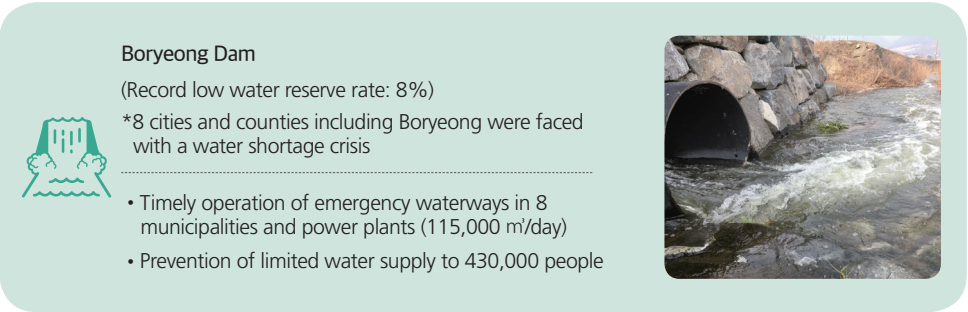 Boryeong Dam
(Record low water reserve rate: 8%)
*8 cities and counties including Boryeong were faced
with a water shortage crisis
• Timely operation of emergency waterways in 8
municipalities and power plants (115,000 ㎥/day)
• Prevention of limited water supply to 430,000 people